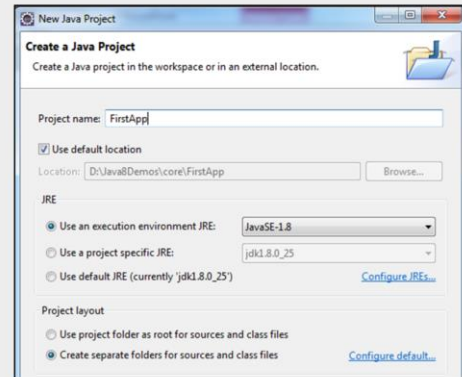 New Java Project
Create a Java Project
Create a Java project in the workspace or in an external location.
Project name: FirstApp
Use default location
Location: D:\Java8Demos\core\FirstApp Browse...
JRE
Use an execution environment JRE: JavaSE-1.8
Use a project specific JRE: jdk1.8.0_25
Use default JRE (currently 'jdk1.8.0_25') Configure JREs...
Project layout
Use project folder as root for sources and class files
Create separate folders for sources and class files Configure default...